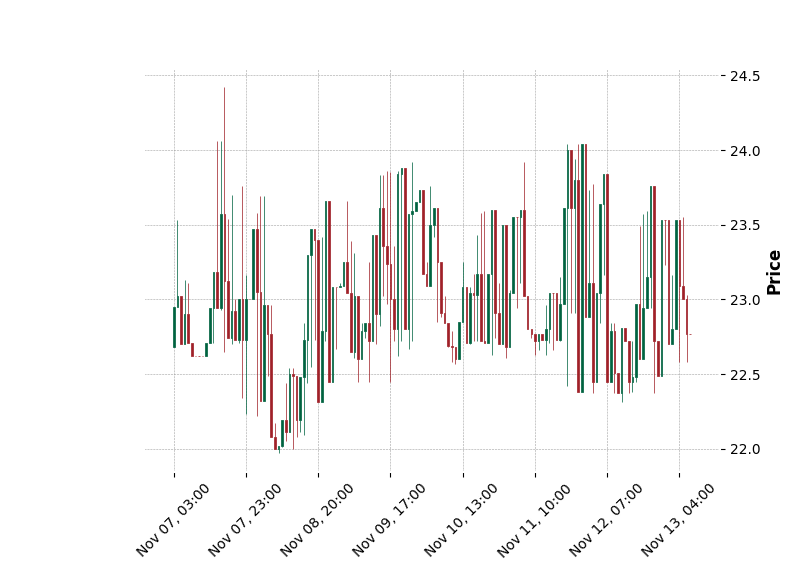 24.5
24.0
23.5
23.0
22.5
22.0
Price
Nov 07, 03:00
Nov 07, 23:00
Nov 08, 20:00
Nov 09, 17:00
Nov 10, 13:00
Nov 11, 10:00
Nov 12, 07:00
Nov 13, 04:00